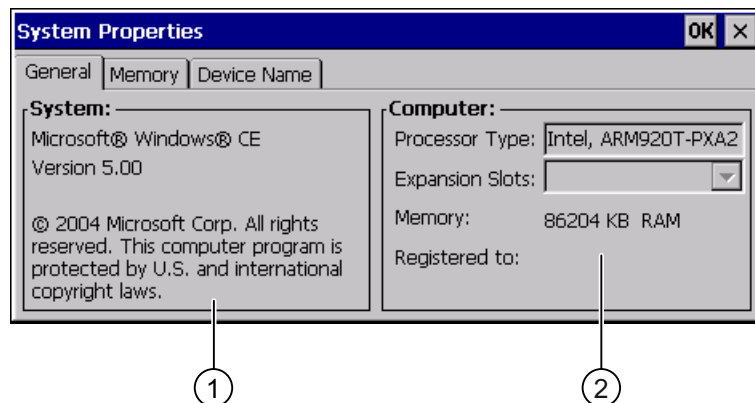 System Properties OK ×
General Memory Device Name
System:
Microsoft® Windows® CE
Version 5.00
© 2004 Microsoft Corp. All rights
reserved. This computer program is
protected by U.S. and international
copyright laws.
Computer:
Processor Type: Intel, ARM920T-PXA2
Expansion Slots:
Memory: 86204 KB RAM
Registered to:
1 2